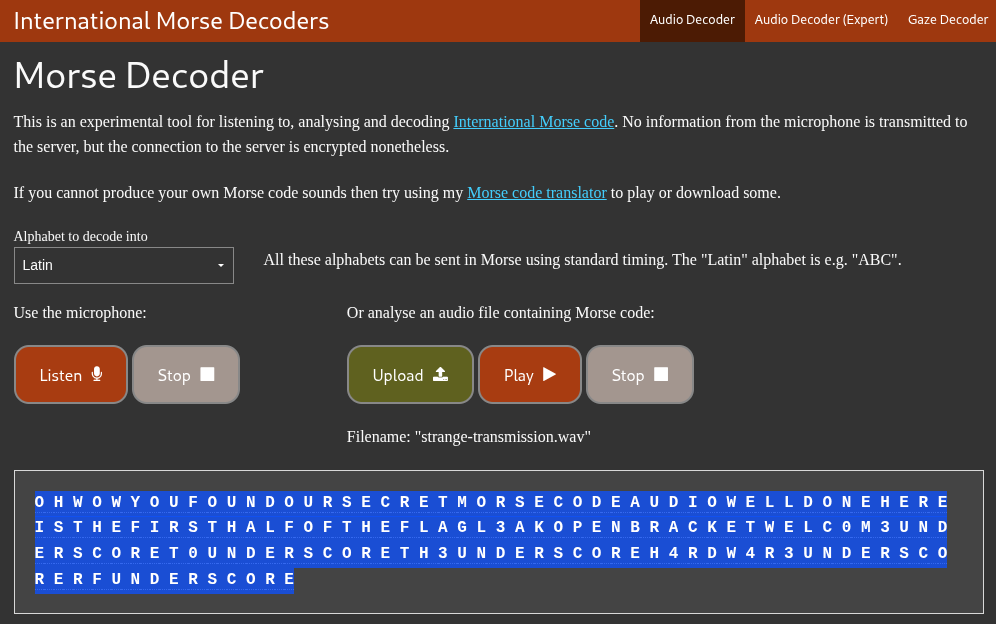 International Morse Decoders
Audio Decoder
Audio Decoder (Expert)
Gaze Decoder
Morse Decoder
This is an experimental tool for listening to, analysing and decoding International Morse code. No information from the microphone is transmitted to
the server, but the connection to the server is encrypted nonetheless.
If you cannot produce your own Morse code sounds then try using my Morse code translator to play or download some.
Alphabet to decode into
Latin
All these alphabets can be sent in Morse using standard timing. The "Latin" alphabet is e.g. "ABC".
Use the microphone:
Or analyse an audio file containing Morse code:
Listen
Stop
Upload
Play
Stop
Filename: "strange-transmission.wav"
O H W O W Y O U F O U N D O U R S E C R E T M O R S E C O D E A U D I O W E L L D O N E H E R E
I S T H E F I R S T H A L F O F T H E F L A G L 3 A K O P E N B R A C K E T W E L C 0 M 3 U N D
E R S C O R E T 0 U N D E R S C O R E T H 3 U N D E R S C O R E H 4 R D W 4 R 3 U N D E R S C O
R E R F U N D E R S C O R E